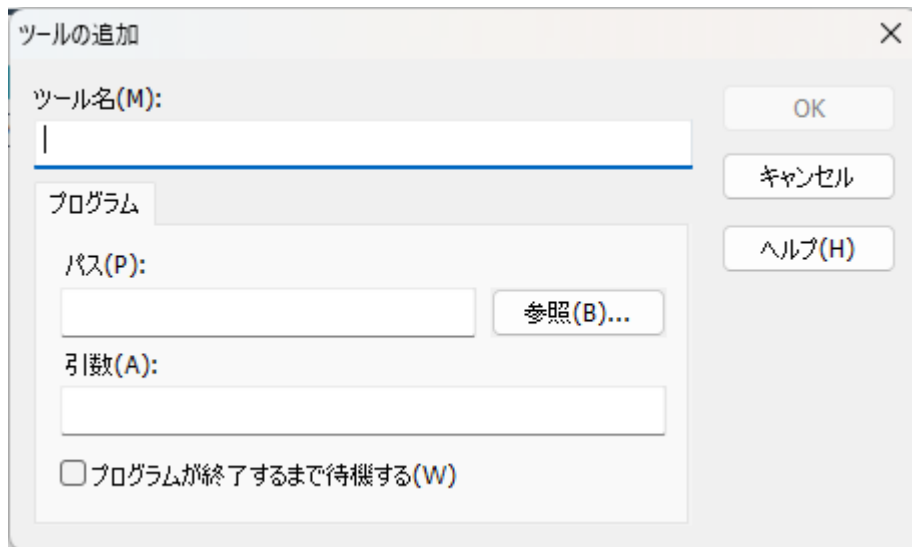 ツールの追加
ツール名(M):
OK
キャンセル
プログラム
ヘルプ(H)
パス(P):
参照(B)...
引数(A):
プログラムが終了するまで待機する(W)